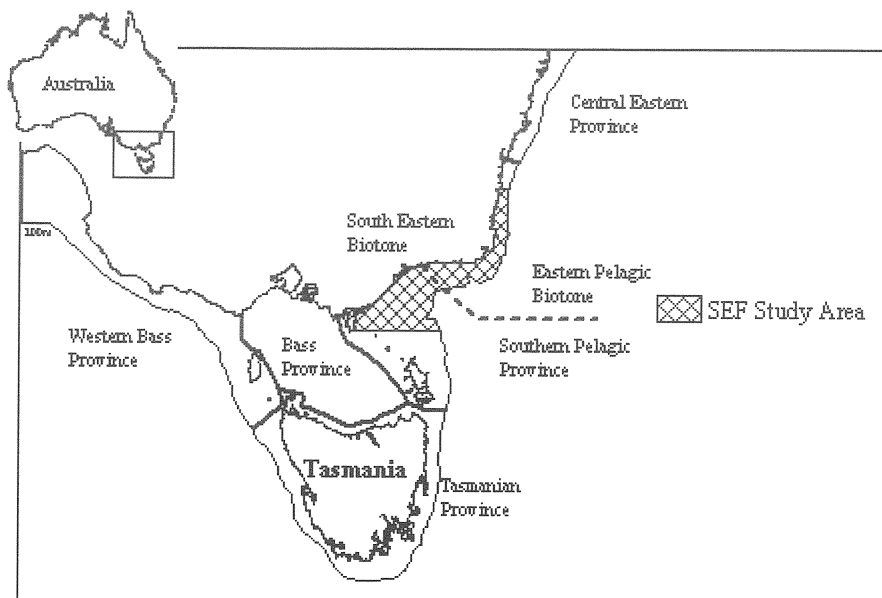 Australia
Central Eastern
Province
100m
South Eastern
Biotone
Eastern Pelagic
Biotone
SEF Study Area
Western Bass
Province
Bass
Province
Southern Pelagic
Province
Tasmania
Tasmanian
Province